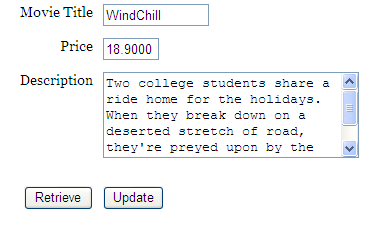 Movie Title WindChill
Price 18.9000
Description Two college students share a
ride home for the holidays.
When they break down on a
deserted stretch of road,
they're preyed upon by the
Retrieve Update